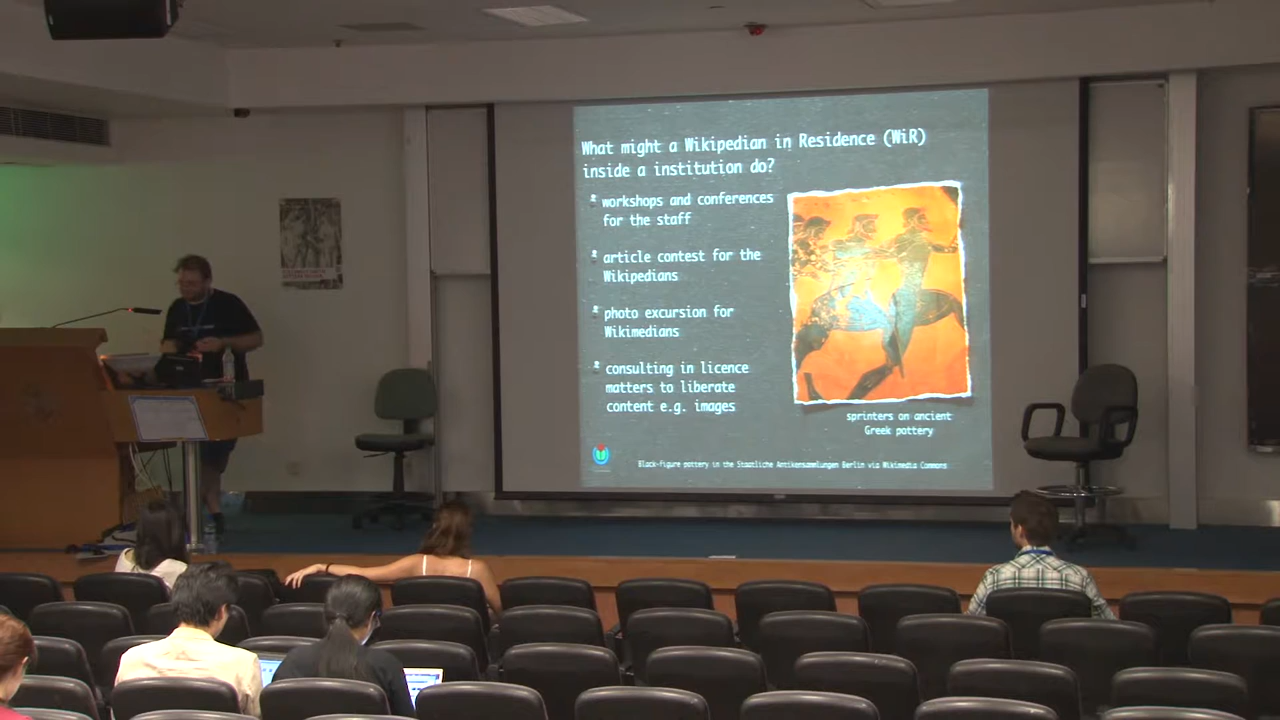 What might a Wikipedian in Residence (WiR)
inside a institution do?
workshops and conferences
for the staff
article contest for the
Wikipedians
photo excursion for
Wikimedians
consulting in licence
matters to liberate
content e.g. images
sprinters on ancient
Greek pottery
Black-Figure pottery in the Staatliche Antikensammlungen Berlin via Wikimedia Commons